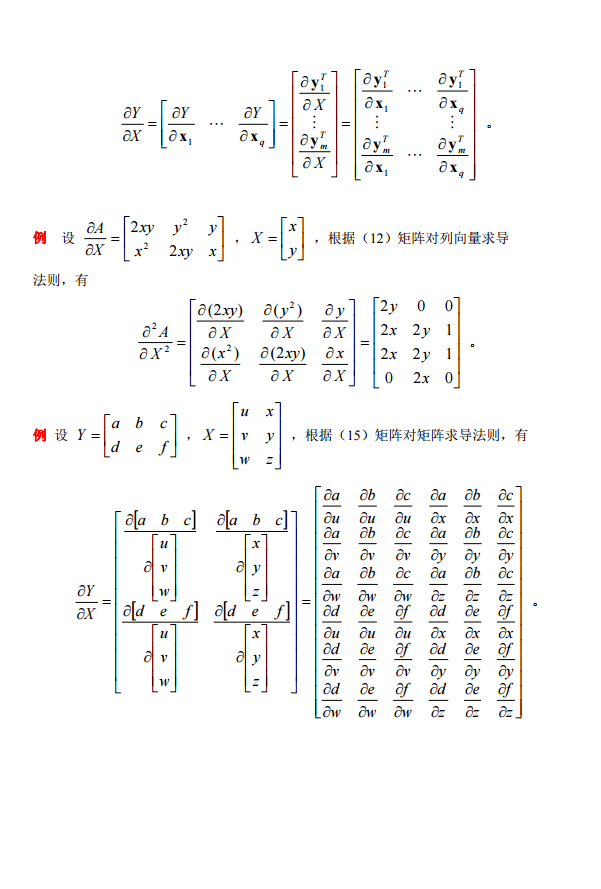 $\frac{\partial Y}{\partial X} = \begin{bmatrix} \frac{\partial Y}{\partial \mathbf{x}_1} & \cdots & \frac{\partial Y}{\partial \mathbf{x}_q} \end{bmatrix} = \begin{bmatrix} \frac{\partial \mathbf{y}_1^T}{\partial X} \\ \vdots \\ \frac{\partial \mathbf{y}_m^T}{\partial X} \end{bmatrix} = \begin{bmatrix} \frac{\partial \mathbf{y}_1^T}{\partial \mathbf{x}_1} & \cdots & \frac{\partial \mathbf{y}_1^T}{\partial \mathbf{x}_q} \\ \vdots & & \vdots \\ \frac{\partial \mathbf{y}_m^T}{\partial \mathbf{x}_1} & \cdots & \frac{\partial \mathbf{y}_m^T}{\partial \mathbf{x}_q} \end{bmatrix}$ 。
例 设 $\frac{\partial A}{\partial X} = \begin{bmatrix} 2xy & y^2 & y \\ x^2 & 2xy & x \end{bmatrix}$ ，$X = \begin{bmatrix} x \\ y \end{bmatrix}$ ，根据（12）矩阵对列向量求导
法则，有
$\frac{\partial^2 A}{\partial X^2} = \begin{bmatrix} \frac{\partial (2xy)}{\partial X} & \frac{\partial (y^2)}{\partial X} & \frac{\partial y}{\partial X} \\ \frac{\partial (x^2)}{\partial X} & \frac{\partial (2xy)}{\partial X} & \frac{\partial x}{\partial X} \end{bmatrix} = \begin{bmatrix} 2y & 0 & 0 \\ 2x & 2y & 1 \\ 2x & 2y & 1 \\ 0 & 2x & 0 \end{bmatrix}$ 。
例 设 $Y = \begin{bmatrix} a & b & c \\ d & e & f \end{bmatrix}$ ，$X = \begin{bmatrix} u & x \\ v & y \\ w & z \end{bmatrix}$ ，根据（15）矩阵对矩阵求导法则，有
$\frac{\partial Y}{\partial X} = \begin{bmatrix} \frac{\partial [a \; b \; c]}{\partial \begin{bmatrix} u \\ v \\ w \end{bmatrix}} & \frac{\partial [a \; b \; c]}{\partial \begin{bmatrix} x \\ y \\ z \end{bmatrix}} \\ \frac{\partial [d \; e \; f]}{\partial \begin{bmatrix} u \\ v \\ w \end{bmatrix}} & \frac{\partial [d \; e \; f]}{\partial \begin{bmatrix} x \\ y \\ z \end{bmatrix}} \end{bmatrix} = \begin{bmatrix} \frac{\partial a}{\partial u} & \frac{\partial b}{\partial u} & \frac{\partial c}{\partial u} & \frac{\partial a}{\partial x} & \frac{\partial b}{\partial x} & \frac{\partial c}{\partial x} \\ \frac{\partial a}{\partial v} & \frac{\partial b}{\partial v} & \frac{\partial c}{\partial v} & \frac{\partial a}{\partial y} & \frac{\partial b}{\partial y} & \frac{\partial c}{\partial y} \\ \frac{\partial a}{\partial w} & \frac{\partial b}{\partial w} & \frac{\partial c}{\partial w} & \frac{\partial a}{\partial z} & \frac{\partial b}{\partial z} & \frac{\partial c}{\partial z} \\ \frac{\partial d}{\partial u} & \frac{\partial e}{\partial u} & \frac{\partial f}{\partial u} & \frac{\partial d}{\partial x} & \frac{\partial e}{\partial x} & \frac{\partial f}{\partial x} \\ \frac{\partial d}{\partial v} & \frac{\partial e}{\partial v} & \frac{\partial f}{\partial v} & \frac{\partial d}{\partial y} & \frac{\partial e}{\partial y} & \frac{\partial f}{\partial y} \\ \frac{\partial d}{\partial w} & \frac{\partial e}{\partial w} & \frac{\partial f}{\partial w} & \frac{\partial d}{\partial z} & \frac{\partial e}{\partial z} & \frac{\partial f}{\partial z} \end{bmatrix}$ 。